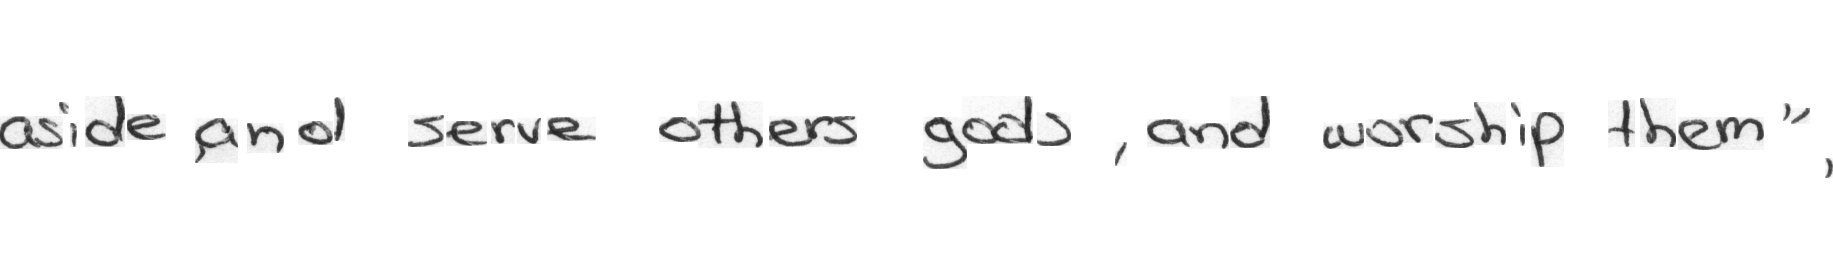 aside, and serve others gods, and worship them",